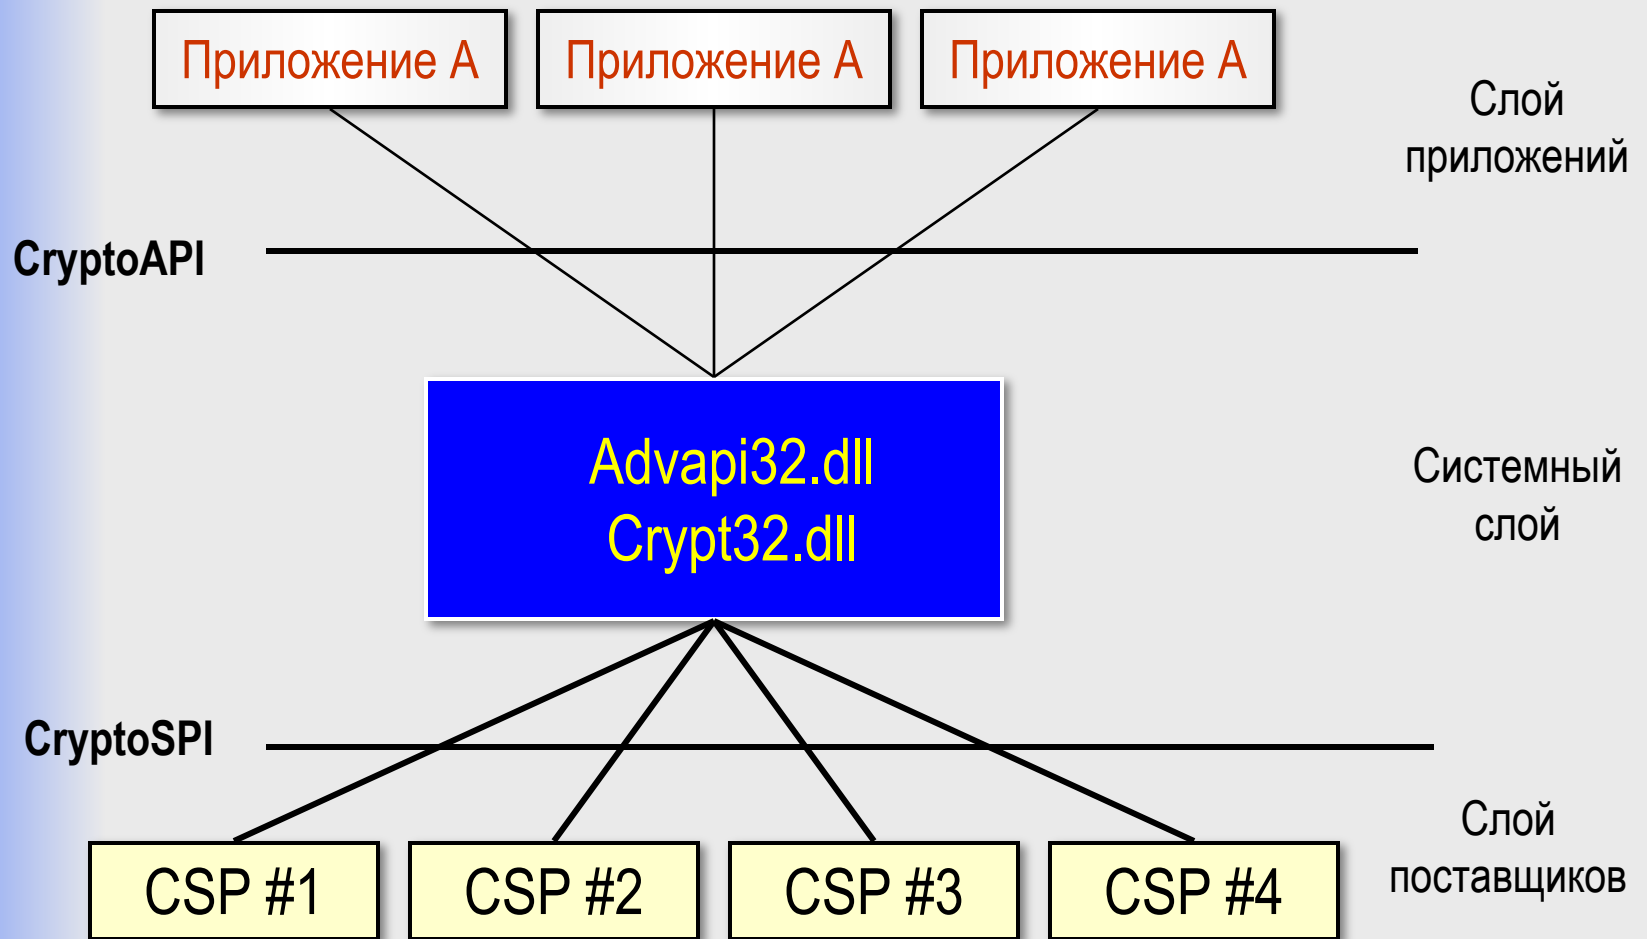 Приложение А
Приложение А
Приложение А
Слой
приложений
CryptoAPI
Advapi32.dll
Crypt32.dll
Системный
слой
CryptoSPI
Слой
поставщиков
CSP #1
CSP #2
CSP #3
CSP #4